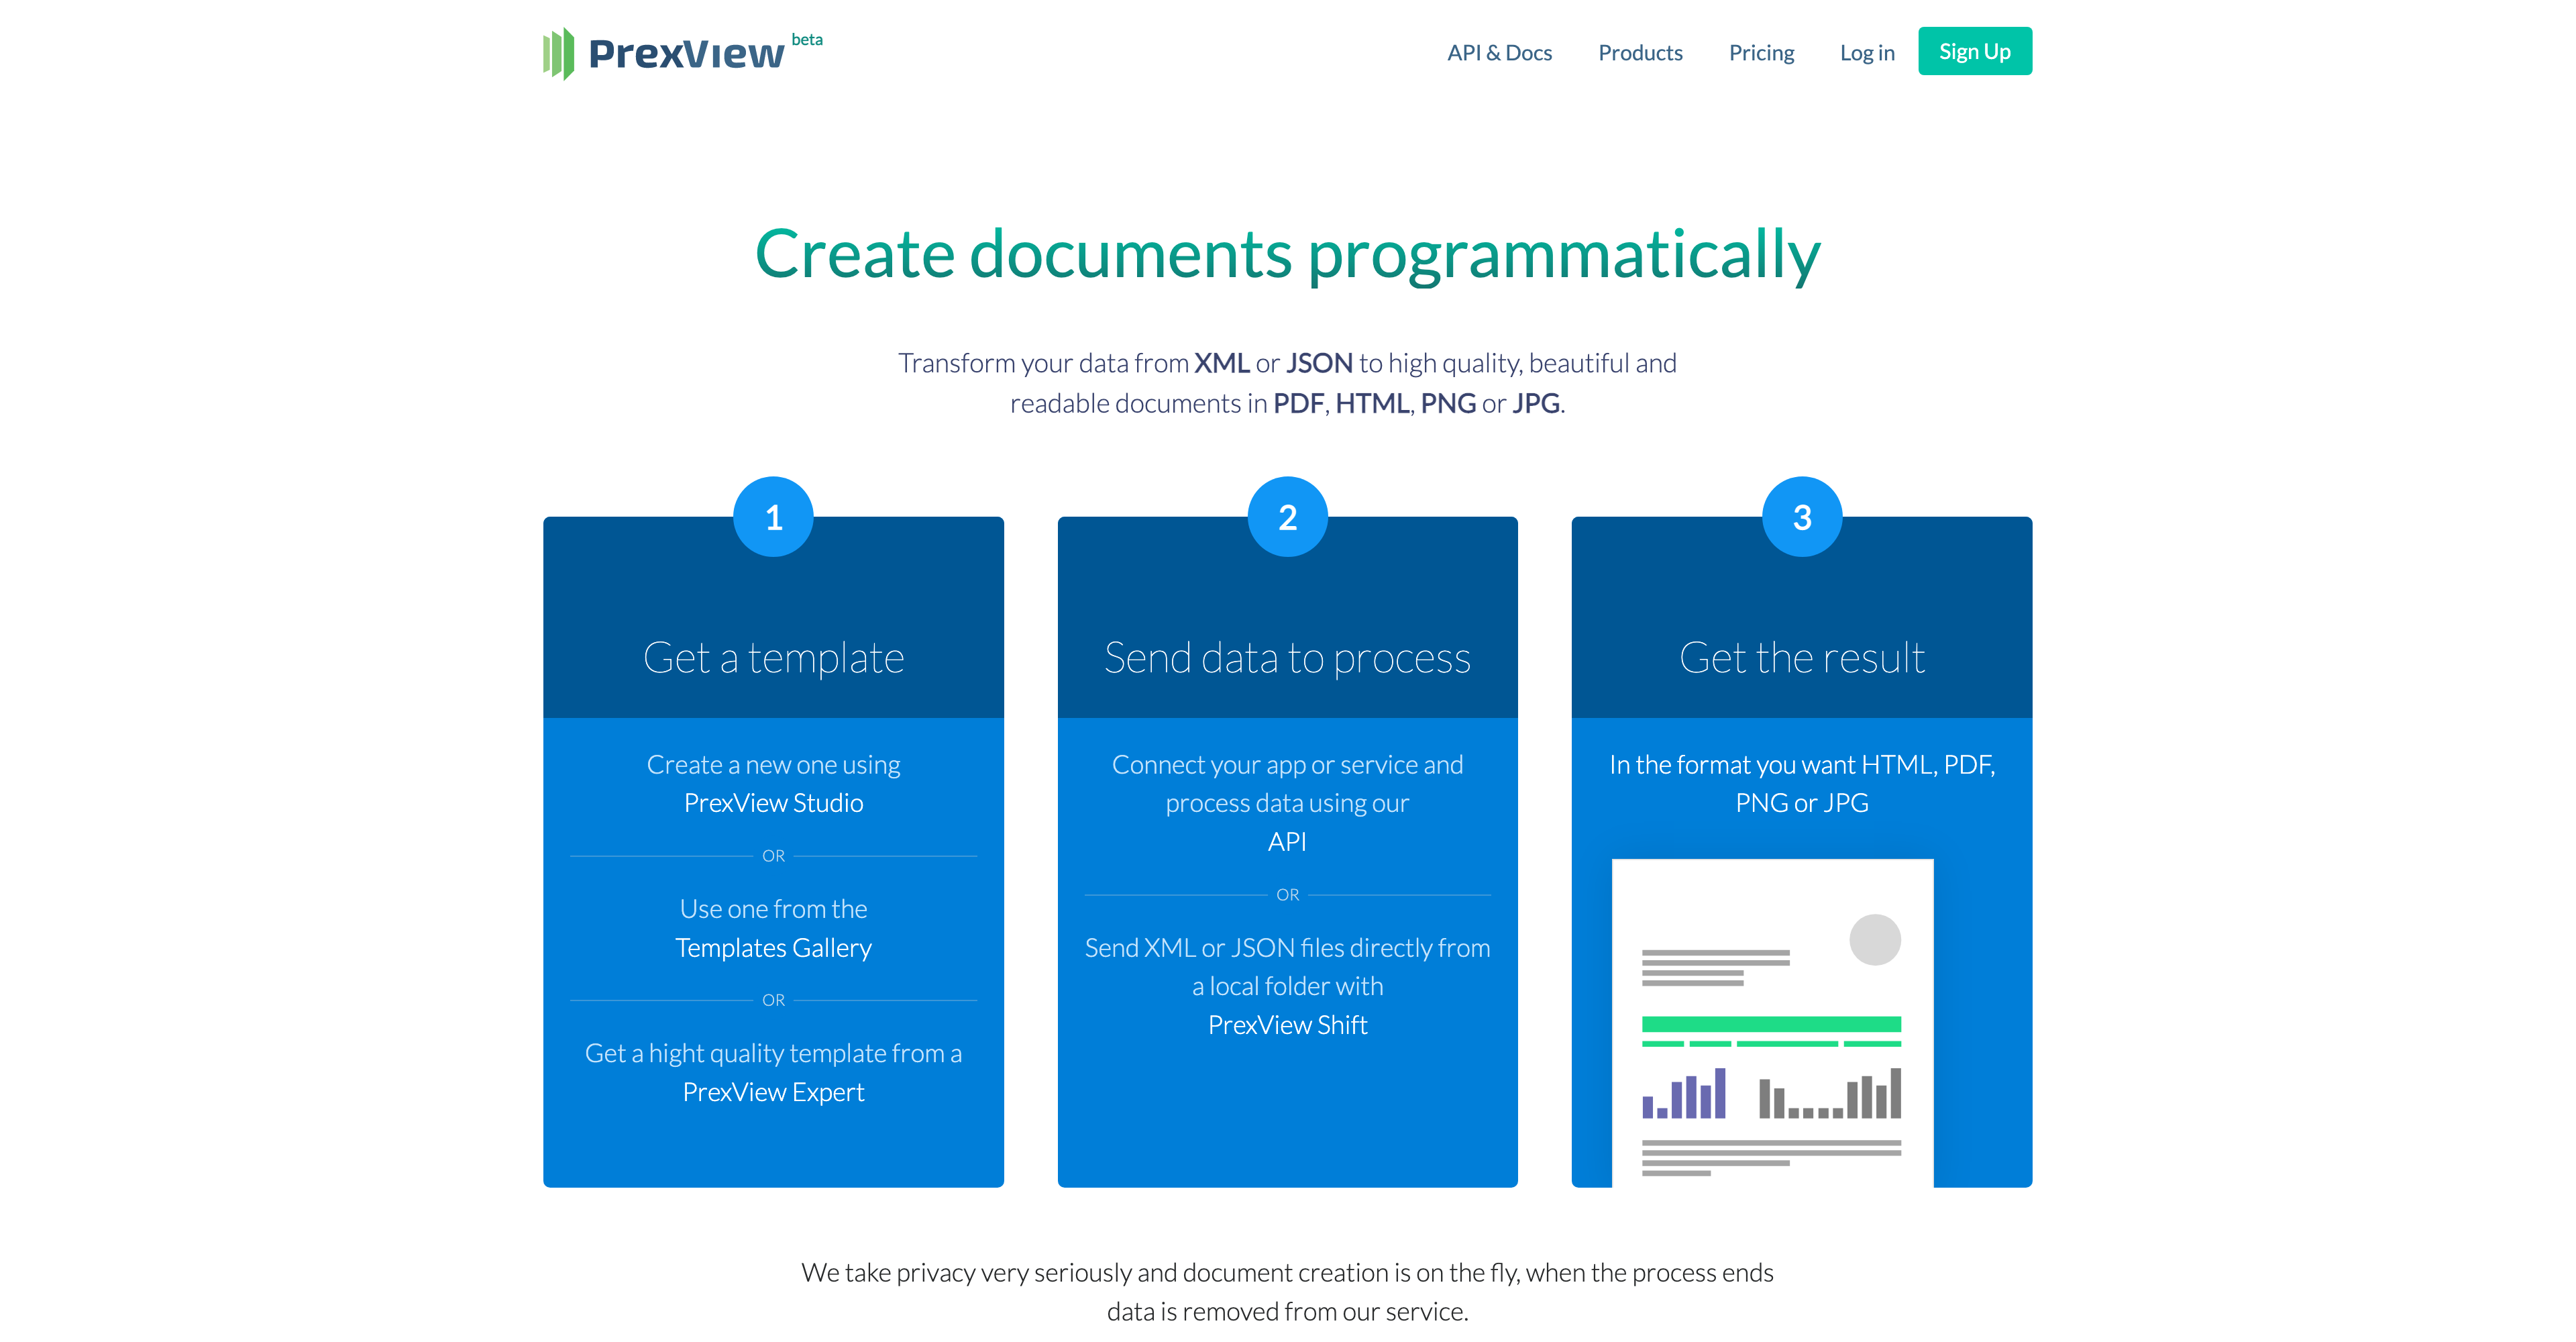 PrexView beta
API & Docs Products Pricing Log in Sign Up
Create documents programmatically
Transform your data from XML or JSON to high quality, beautiful and
readable documents in PDF, HTML, PNG or JPG.
1
Get a template
Create a new one using
PrexView Studio
OR
Use one from the
Templates Gallery
OR
Get a hight quality template from a
PrexView Expert
2
Send data to process
Connect your app or service and
process data using our
API
OR
Send XML or JSON files directly from
a local folder with
PrexView Shift
3
Get the result
In the format you want HTML, PDF,
PNG or JPG
We take privacy very seriously and document creation is on the fly, when the process ends
data is removed from our service.